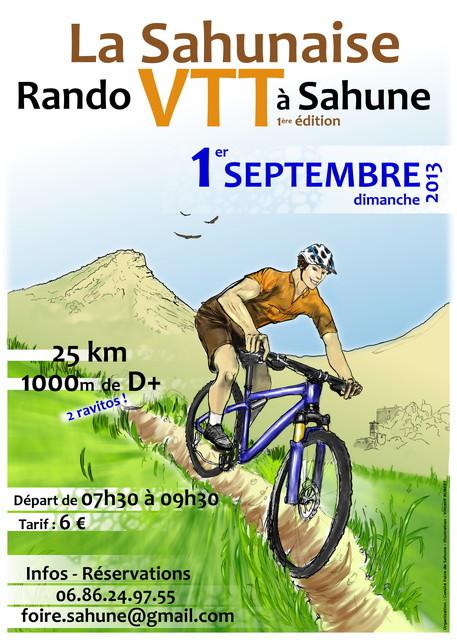 La Sahunaise
Rando VTT à Sahune
1ère édition
1er SEPTEMBRE 2013
dimanche
25 km
1000m de D+
2 ravitos !
Départ de 07h30 à 09h30
Tarif : 6 €
Infos - Réservations
06.86.24.97.55
foire.sahune@gmail.com